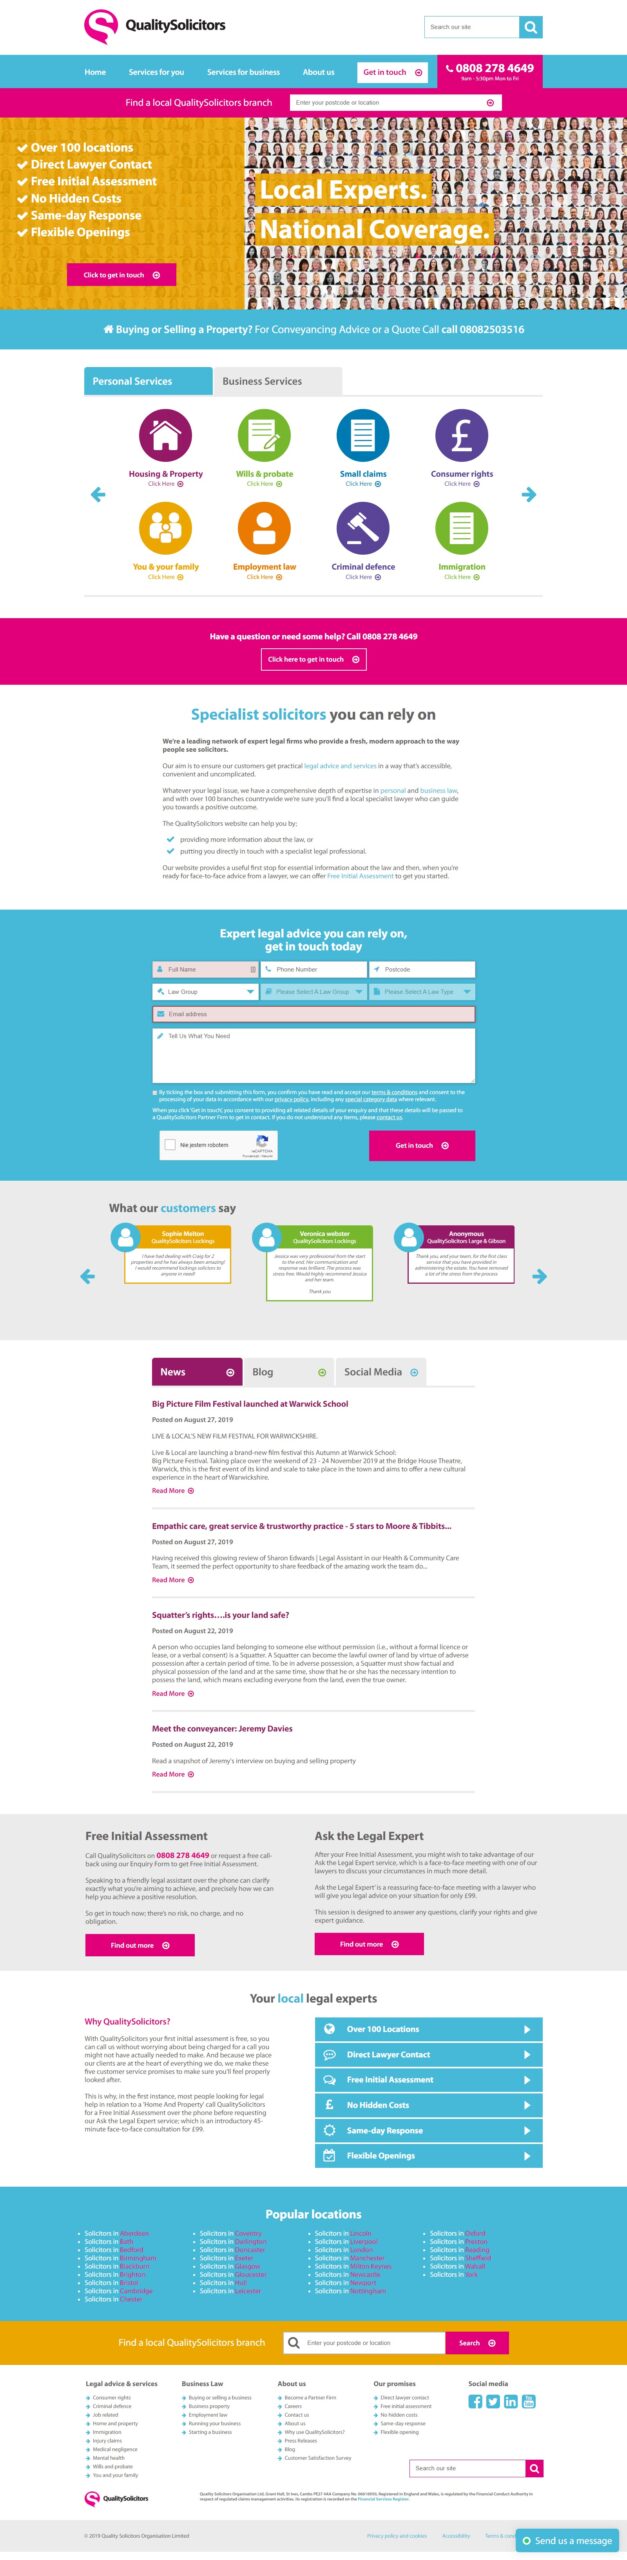 QualitySolicitors
Search our site
Home
Services for you
Services for business
About us
Get in touch
0808 278 4649
9am - 5:30pm Mon to Fri
Find a local QualitySolicitors branch
Enter your postcode or location
Over 100 locations
Direct Lawyer Contact
Free Initial Assessment
No Hidden Costs
Same-day Response
Flexible Openings
Click to get in touch
Local Experts.
National Coverage.
Buying or Selling a Property? For Conveyancing Advice or a Quote Call call 08082503516
Personal Services
Business Services
Housing & Property
Click Here
Wills & probate
Click Here
Small claims
Click Here
Consumer rights
Click Here
You & your family
Click Here
Employment law
Click Here
Criminal defence
Click Here
Immigration
Click Here
Have a question or need some help? Call 0808 278 4649
Click here to get in touch
Specialist solicitors you can rely on
We're a leading network of expert legal firms who provide a fresh, modern approach to the way
people see solicitors.
Our aim is to ensure our customers get practical legal advice and services in a way that's accessible,
convenient and uncomplicated.
Whatever your legal issue, we have a comprehensive depth of expertise in personal and business law,
and with over 100 branches countrywide we're sure you'll find a local specialist lawyer who can guide
you towards a positive outcome.
The QualitySolicitors website can help you by:
providing more information about the law, or
putting you directly in touch with a specialist legal professional.
Our website provides a useful first stop for essential information about the law and then, when you're
ready for face-to-face advice from a lawyer, we can offer Free Initial Assessment to get you started.
Expert legal advice you can rely on,
get in touch today
Full Name
Phone Number
Postcode
Law Group
Please Select A Law Group
Please Select A Law Type
Email address
Tell Us What You Need
By ticking the box and submitting this form, you confirm you have read and accept our terms & conditions and consent to the
processing of your data in accordance with our privacy policy, including any special category data where relevant.
When you click 'Get in touch', you consent to providing all related details of your enquiry and that these details will be passed to
a QualitySolicitors Partner Firm to get in contact. If you do not understand any items, please contact us.
Nie jestem robotem
reCAPTCHA
Get in touch
What our customers say
Sophie Melton
QualitySolicitors Lockings
I have had dealing with Craig for 2
properties and he has always been amazing!
I would recommend lockings solicitors to
anyone in need!
Veronica webster
QualitySolicitors Lockings
Jessica was very professional from the start
to the end. Her communication and
response was brilliant. The process was
stress free. Would highly recommend Jessica
and her team.
Thank you
Anonymous
QualitySolicitors Large & Gibson
Thank you, and your team, for the first class
service that you have provided in
administering the estate. You have removed
a lot of the stress from the process
News
Blog
Social Media
Big Picture Film Festival launched at Warwick School
Posted on August 27, 2019
LIVE & LOCAL'S NEW FILM FESTIVAL FOR WARWICKSHIRE.
Live & Local are launching a brand-new film festival this Autumn at Warwick School:
Big Picture Festival. Taking place over the weekend of 23 - 24 November 2019 at the Bridge House Theatre,
Warwick, this is the first event of its kind and scale to take place in the town and aims to offer a new cultural
experience in the heart of Warwickshire.
Read More
Empathic care, great service & trustworthy practice - 5 stars to Moore & Tibbits...
Posted on August 27, 2019
Having received this glowing review of Sharon Edwards | Legal Assistant in our Health & Community Care
Team, it seemed the perfect opportunity to share feedback of the amazing work the team do...
Read More
Squatter's rights….is your land safe?
Posted on August 22, 2019
A person who occupies land belonging to someone else without permission (i.e., without a formal licence or
lease, or a verbal consent) is a Squatter. A Squatter can become the lawful owner of land by virtue of adverse
possession after a certain period of time. To be in adverse possession, a Squatter must show factual and
physical possession of the land and at the same time, show that he or she has the necessary intention to
possess the land, which means excluding everyone from the land, even the true owner.
Read More
Meet the conveyancer: Jeremy Davies
Posted on August 22, 2019
Read a snapshot of Jeremy's interview on buying and selling property
Read More
Free Initial Assessment
Call QualitySolicitors on 0808 278 4649 or request a free call-
back using our Enquiry Form to get Free Initial Assessment.
Speaking to a friendly legal assistant over the phone can clarify
exactly what you're aiming to achieve, and precisely how we can
help you achieve a positive resolution.
So get in touch now; there's no risk, no charge, and no
obligation.
Find out more
Ask the Legal Expert
After your Free Initial Assessment, you might wish to take advantage of our
Ask the Legal Expert service, which is a face-to-face meeting with one of our
lawyers to discuss your circumstances in much more detail.
Ask the Legal Expert' is a reassuring face-to-face meeting with a lawyer who
will give you legal advice on your situation for only £99.
This session is designed to answer any questions, clarify your rights and give
expert guidance.
Find out more
Your local legal experts
Why QualitySolicitors?
With QualitySolicitors your first initial assessment is free, so you
can call us without worrying about being charged for a call you
might not have actually needed to make. And because we place
our clients are at the heart of everything we do, we make these
five customer service promises to make sure you'll feel properly
looked after.
This is why, in the first instance, most people looking for legal
help in relation to a 'Home And Property' call QualitySolicitors
for a Free Initial Assessment over the phone before requesting
our Ask the Legal Expert service; which is an introductory 45-
minute face-to-face consultation for £99.
Over 100 Locations
Direct Lawyer Contact
Free Initial Assessment
No Hidden Costs
Same-day Response
Flexible Openings
Popular locations
Solicitors in Aberdeen
Solicitors in Bath
Solicitors in Bedford
Solicitors in Birmingham
Solicitors in Blackburn
Solicitors in Brighton
Solicitors in Bristol
Solicitors in Cambridge
Solicitors in Chester
Solicitors in Coventry
Solicitors in Darlington
Solicitors in Doncaster
Solicitors in Exeter
Solicitors in Glasgow
Solicitors in Gloucester
Solicitors in Hull
Solicitors in Leicester
Solicitors in Lincoln
Solicitors in Liverpool
Solicitors in London
Solicitors in Manchester
Solicitors in Milton Keynes
Solicitors in Newcastle
Solicitors in Newport
Solicitors in Nottingham
Solicitors in Oxford
Solicitors in Preston
Solicitors in Reading
Solicitors in Sheffield
Solicitors in Walsall
Solicitors in York
Find a local QualitySolicitors branch
Enter your postcode or location
Search
Legal advice & services
Consumer rights
Criminal defence
Job related
Home and property
Immigration
Injury claims
Medical negligence
Mental health
Wills and probate
You and your family
Business Law
Buying or selling a business
Business property
Employment law
Running your business
Starting a business
About us
Become a Partner Firm
Careers
Contact us
About us
Why use QualitySolicitors?
Press Releases
Blog
Customer Satisfaction Survey
Our promises
Direct lawyer contact
Free initial assessment
No hidden costs
Same-day response
Flexible opening
Social media
Search our site
QualitySolicitors
Quality Solicitors Organisation Ltd, Grant Hall, St Ives, Cambs PE27 4AA Company No. 06618093. Registered in England and Wales, is regulated by the Financial Conduct Authority in
respect of regulated claims management activities; its registration is recorded on the Financial Services Register.
© 2019 Quality Solicitors Organisation Limited
Privacy policy and cookies
Accessibility
Terms & cond
Send us a message